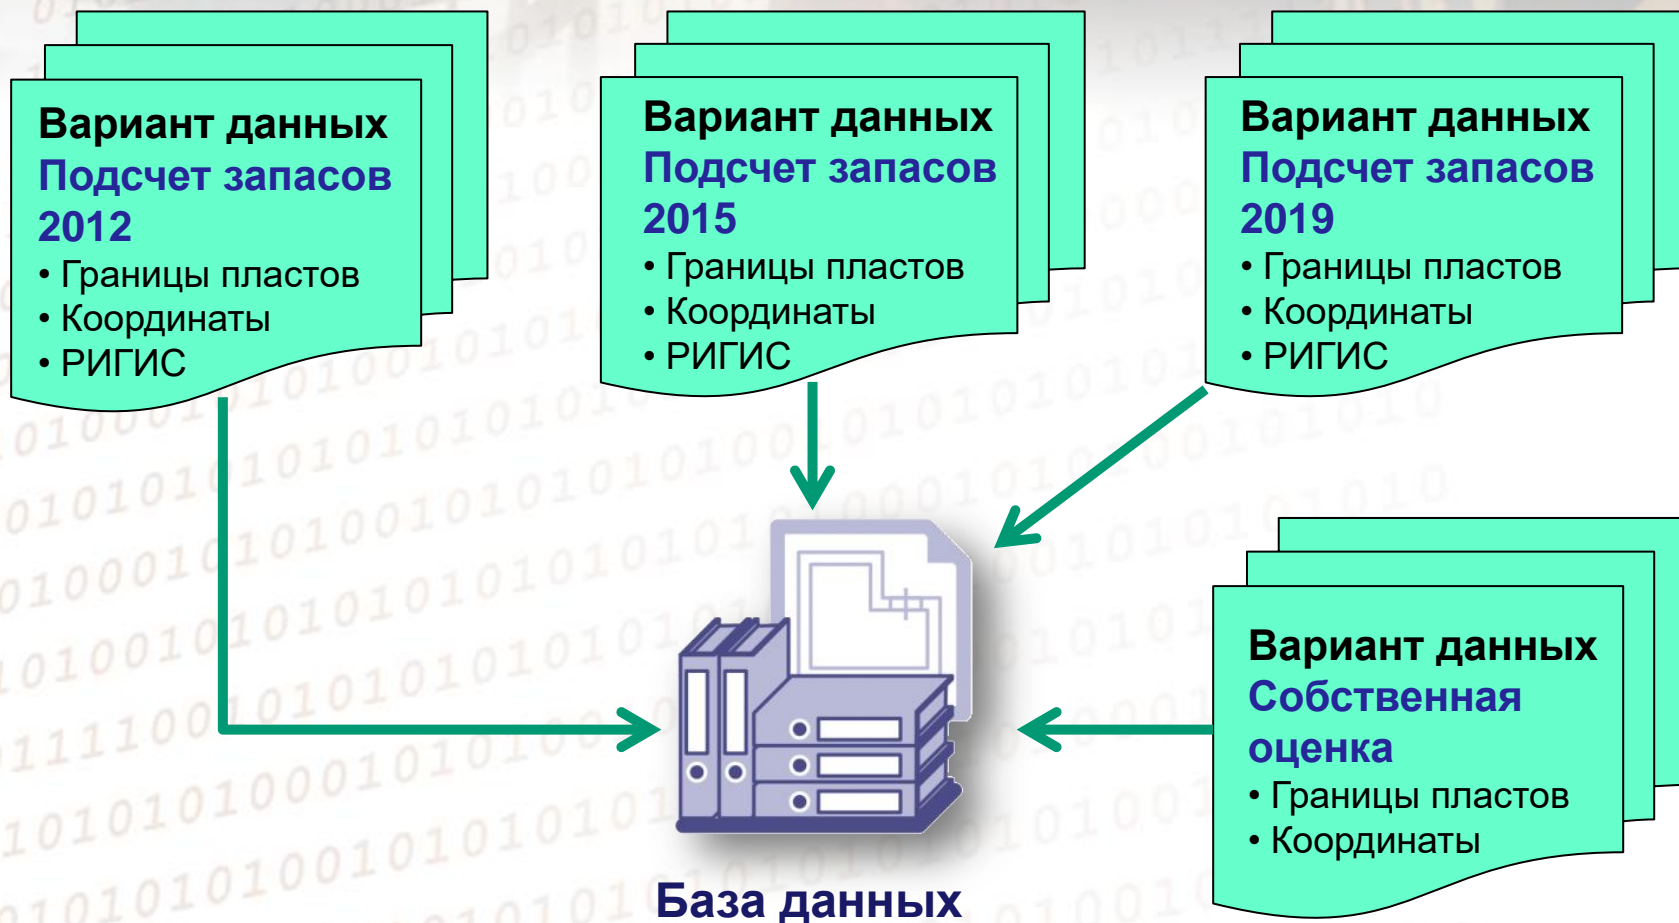 Вариант данных
Подсчет запасов
2012
• Границы пластов
• Координаты
• РИГИС
Вариант данных
Подсчет запасов
2015
• Границы пластов
• Координаты
• РИГИС
Вариант данных
Подсчет запасов
2019
• Границы пластов
• Координаты
• РИГИС
Вариант данных
Собственная
оценка
• Границы пластов
• Координаты
База данных